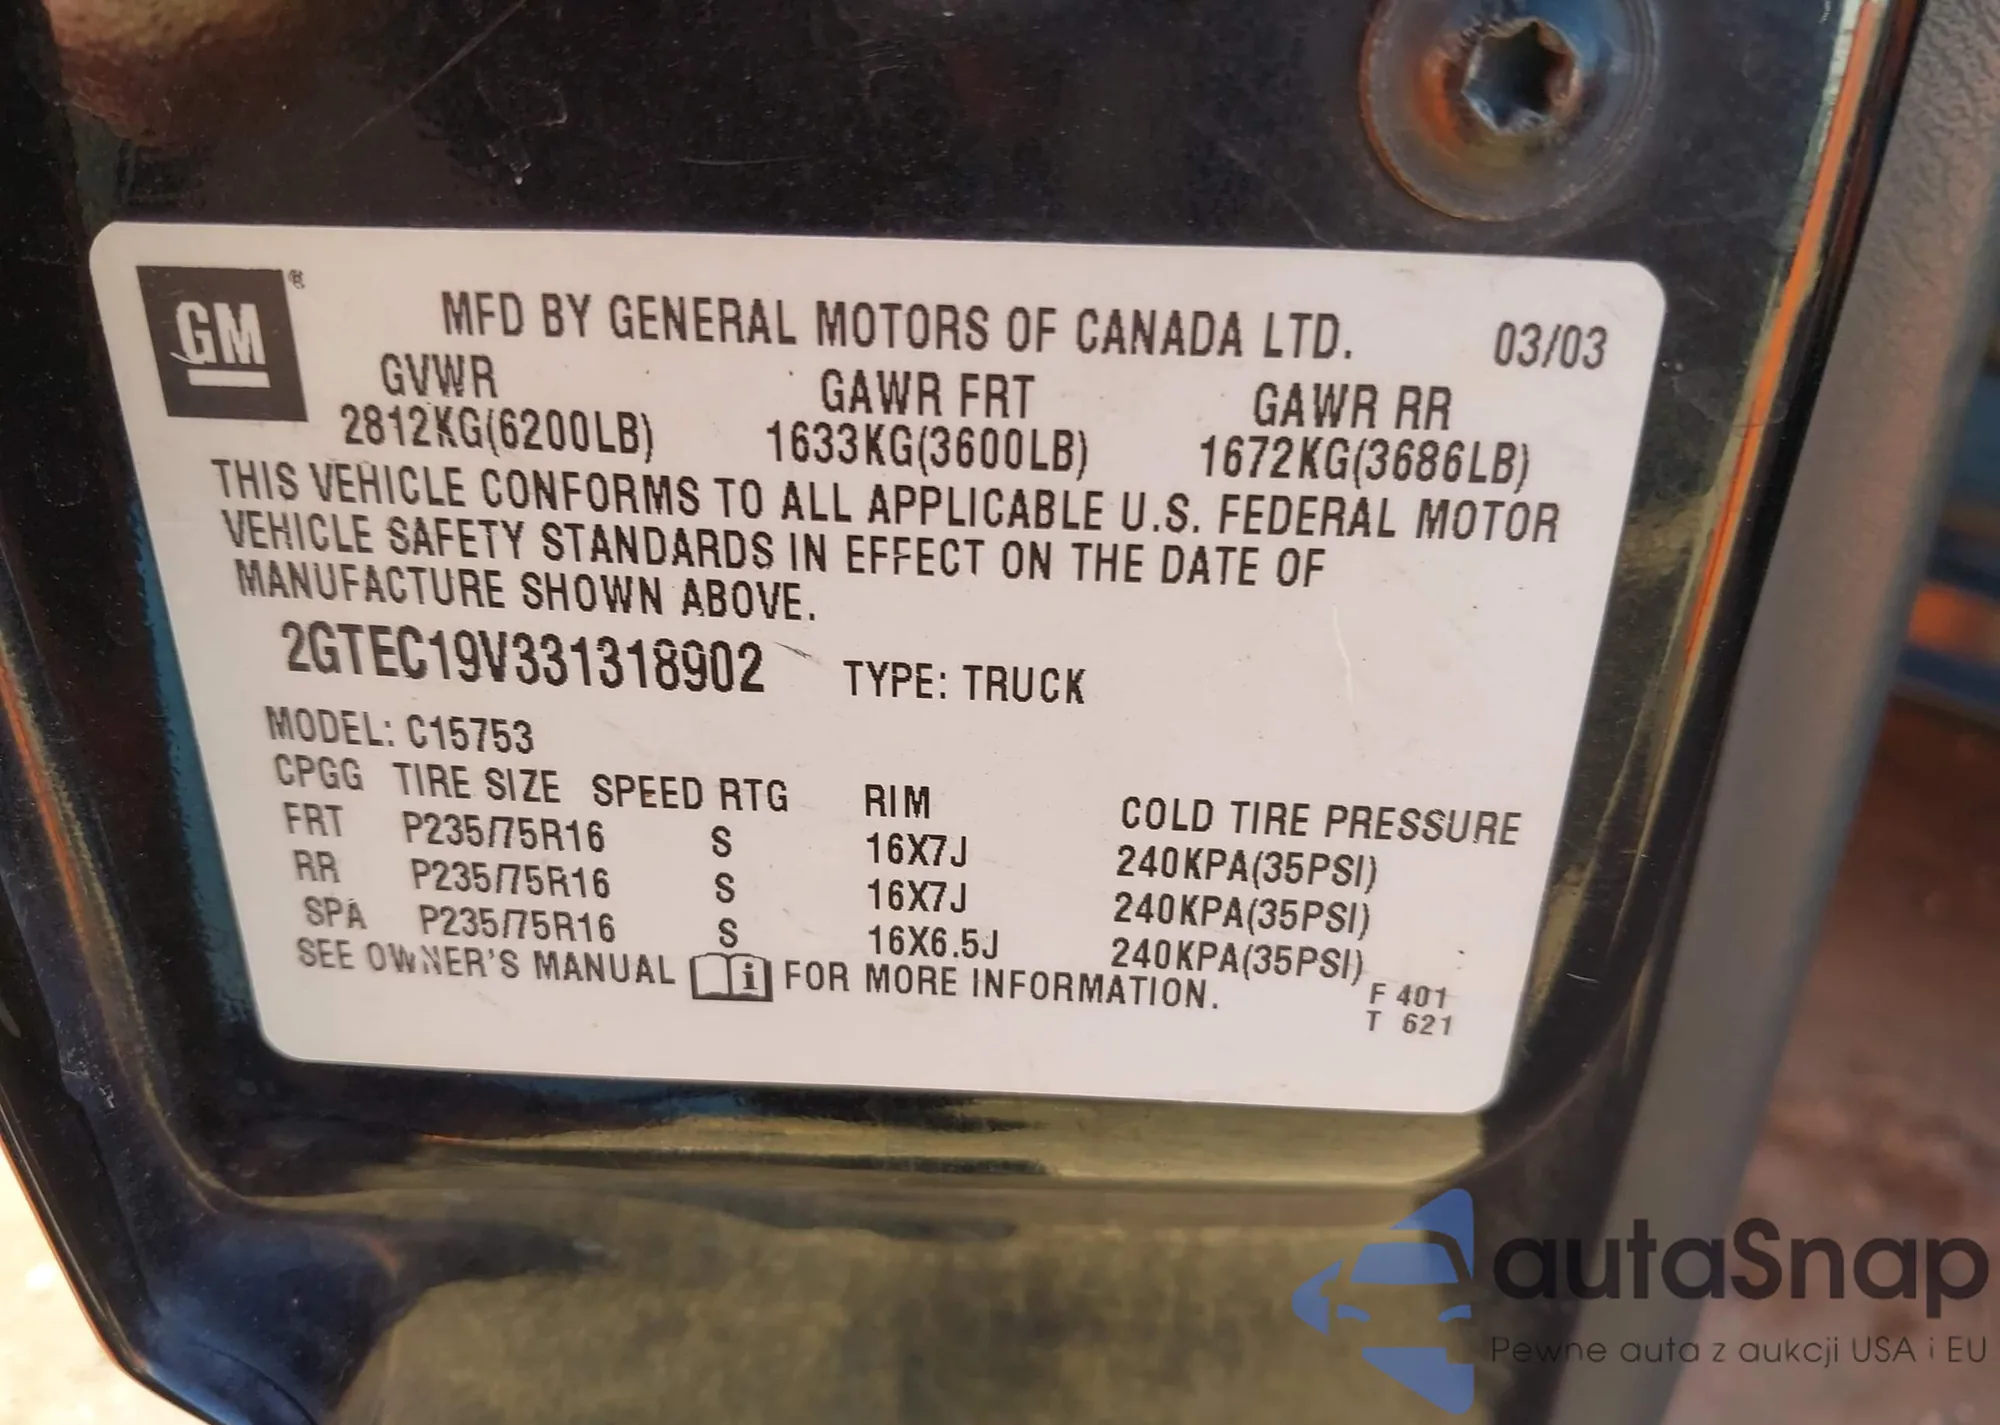 GM ®
MFD BY GENERAL MOTORS OF CANADA LTD. 03/03
GVWR GAWR FRT GAWR RR
2812KG(6200LB) 1633KG(3600LB) 1672KG(3686LB)
THIS VEHICLE CONFORMS TO ALL APPLICABLE U.S. FEDERAL MOTOR
VEHICLE SAFETY STANDARDS IN EFFECT ON THE DATE OF
MANUFACTURE SHOWN ABOVE.
2GTEC19V331318902 TYPE: TRUCK
MODEL: C15753
CPGG TIRE SIZE SPEED RTG RIM COLD TIRE PRESSURE
FRT P235/75R16 S 16X7J 240KPA(35PSI)
RR P235/75R16 S 16X7J 240KPA(35PSI)
SPA P235/75R16 S 16X6.5J 240KPA(35PSI)
SEE OWNER'S MANUAL i FOR MORE INFORMATION.
F 401
T 621
autaSnap
Pewne auta z aukcji USA i EU